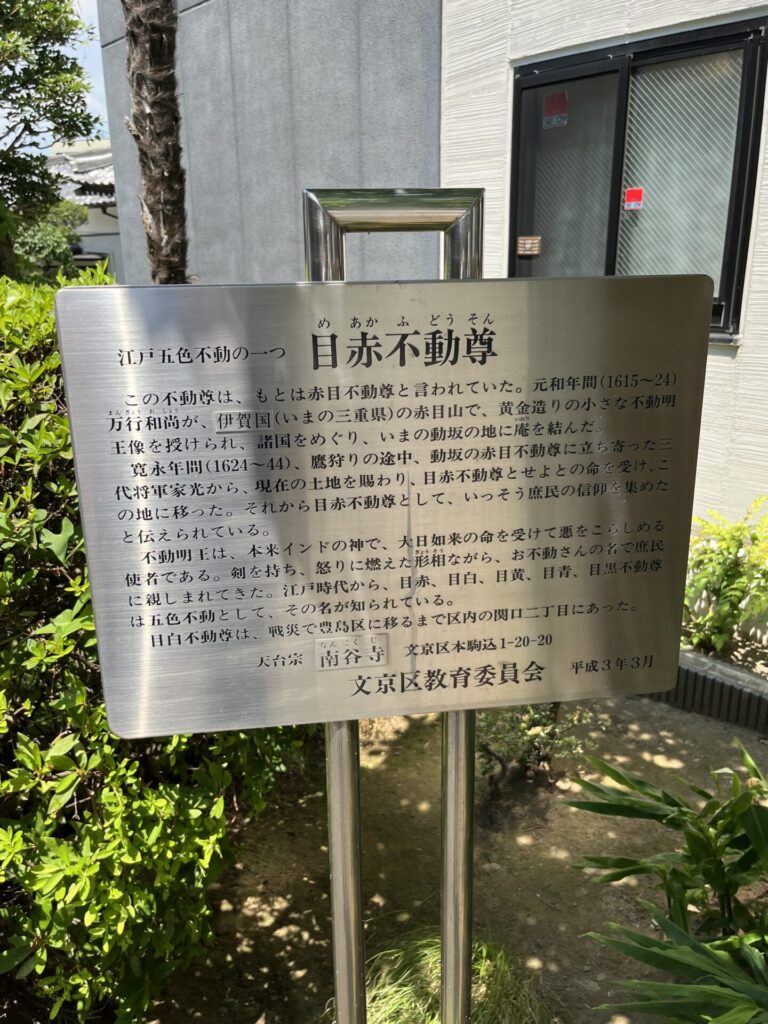 江戸五色不動の一つ 目赤不動尊
め あか ふ どう そん
この不動尊は、もとは赤目不動尊と言われていた。元和年間(1615～24)
万行和尚が、伊賀国(いまの三重県)の赤目山で、黄金造りの小さな不動明
まんぎょうおしょう
王像を授けられ、諸国をめぐり、いまの動坂の地に庵を結んだ。
いおり
寛永年間(1624～44)、鷹狩りの途中、動坂の赤目不動尊に立ち寄った三
代将軍家光から、現在の土地を賜わり、目赤不動尊とせよとの命を受け、こ
の地に移った。それから目赤不動尊として、いっそう庶民の信仰を集めた
と伝えられている。
不動明王は、本来インドの神で、大日如来の命を受けて悪をこらしめる
使者である。剣を持ち、怒りに燃えた形相ながら、お不動さんの名で庶民
ぎょうそう
に親しまれてきた。江戸時代から、目赤、目白、目黄、目青、目黒不動尊
は五色不動として、その名が知られている。
目白不動尊は、戦災で豊島区に移るまで区内の関口二丁目にあった。
天台宗 南谷寺 文京区本駒込1-20-20
なんこくじ
文京区教育委員会 平成3年3月